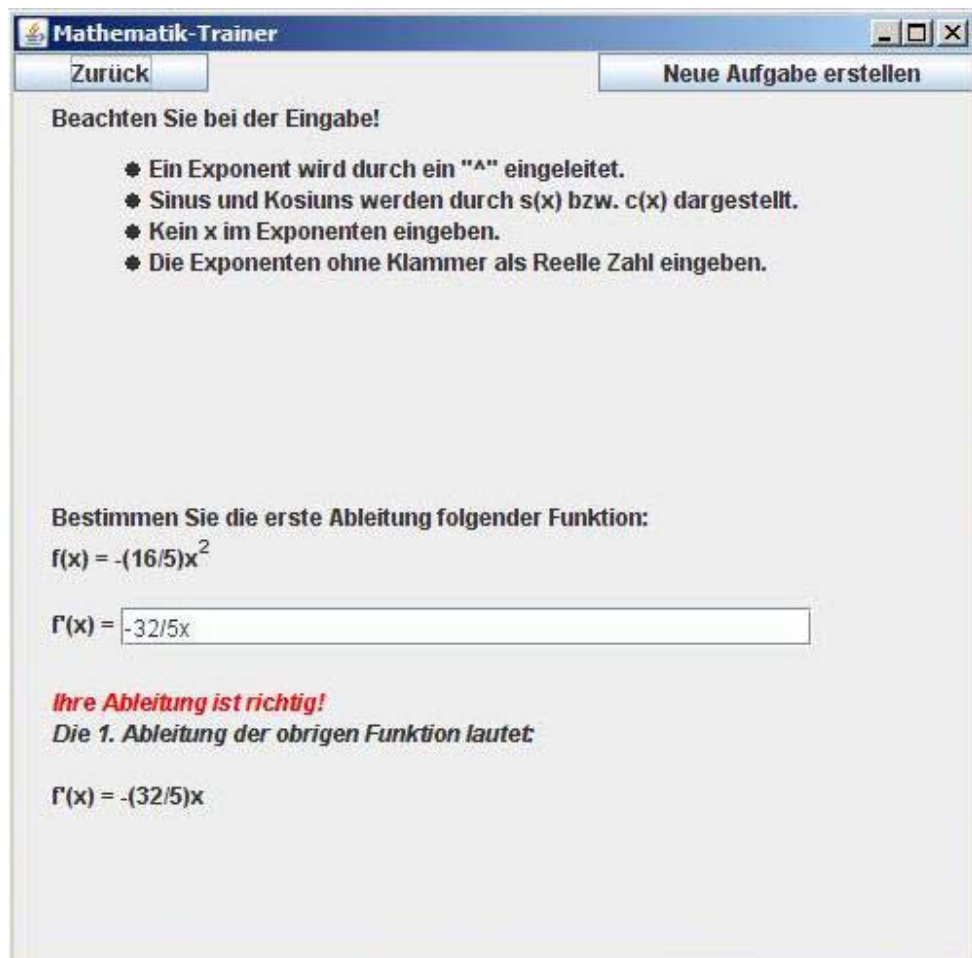 Mathematik-Trainer
Zurück
Neue Aufgabe erstellen
Beachten Sie bei der Eingabe!
● Ein Exponent wird durch ein "^" eingeleitet.
● Sinus und Kosiuns werden durch s(x) bzw. c(x) dargestellt.
● Kein x im Exponenten eingeben.
● Die Exponenten ohne Klammer als Reelle Zahl eingeben.
Bestimmen Sie die erste Ableitung folgender Funktion:
f(x) = -(16/5)x²
f'(x) = -32/5x
Ihre Ableitung ist richtig!
Die 1. Ableitung der obrigen Funktion lautet:
f'(x) = -(32/5)x